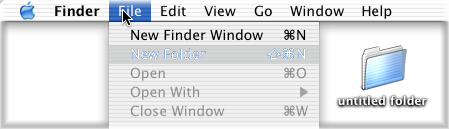 Finder File Edit View Go Window Help
New Finder Window ⌘N
New Folder ⇧⌘N
Open ⌘O
Open With ▶
Close Window ⌘W
untitled folder